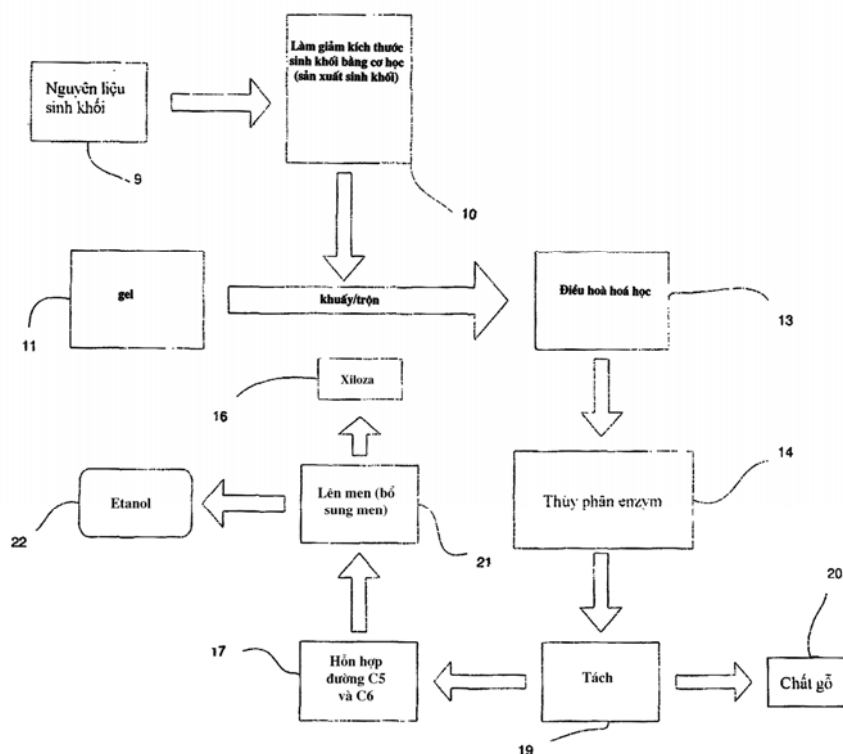 Làm giảm kích thước
sinh khối bằng cơ học
(sản xuất sinh khối)
Nguyên liệu
sinh khối
9
10
gel
khuấy/trộn
Điều hoà hoá học
11
13
Xiloza
16
14
Etanol
Lên men (bổ
sung men)
Thủy phân enzym
22
21
20
17
Hỗn hợp
đường C5
và C6
Tách
Chất gỗ
19